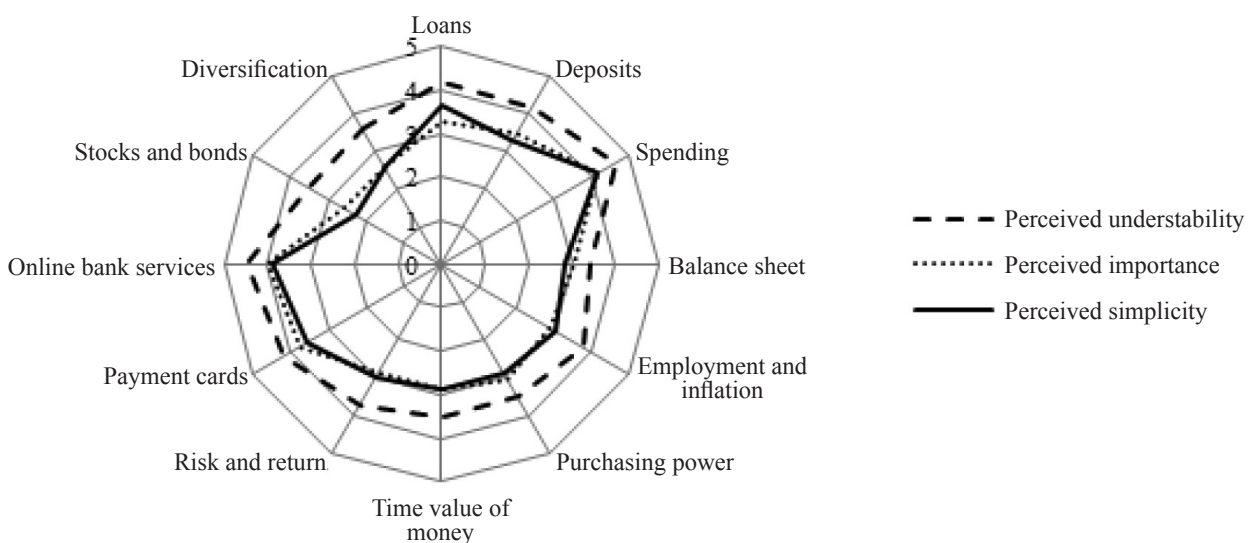 Loans
Deposits
Spending
Balance sheet
Employment and
inflation
Purchasing power
Time value of
money
Risk and return
Payment cards
Online bank services
Stocks and bonds
Diversification
5
4
3
2
1
0
Perceived understability
Perceived importance
Perceived simplicity